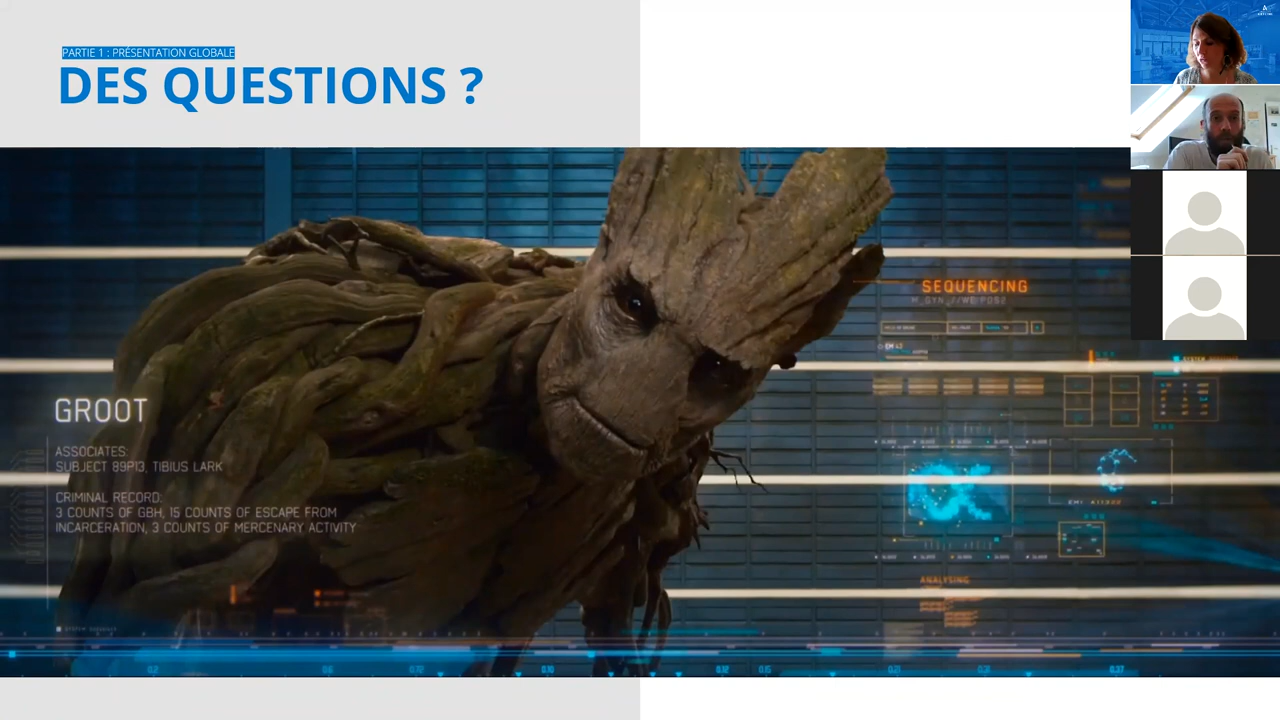 PARTIE 1 : PRÉSENTATION GLOBALE
DES QUESTIONS ?
SEQUENCING
GROOT
ASSOCIATES:
SUBJECT 89P13, TIBIUS LARK
CRIMINAL RECORD:
3 COUNTS OF GBH, 15 COUNTS OF ESCAPE FROM
INCARCERATION, 3 COUNTS OF MERCENARY ACTIVITY
ANALYSING